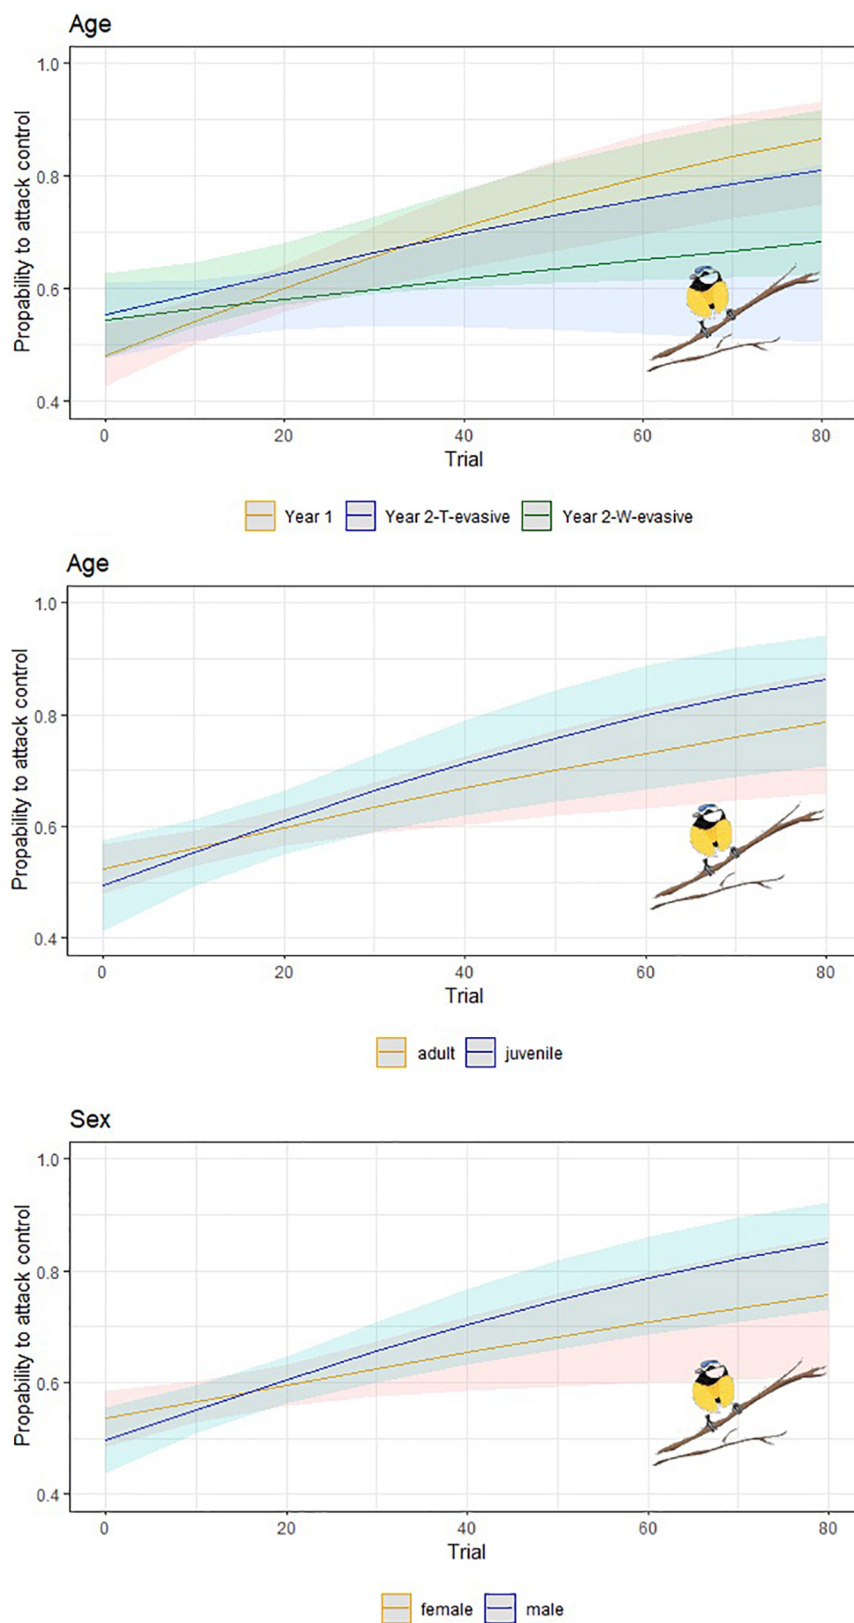 Age
Propability to attack control
1.0
0.8
0.6
0.4
0 20 40 60 80
Trial
Year 1 Year 2-T-evasive Year 2-W-evasive
Age
Propability to attack control
1.0
0.8
0.6
0.4
0 20 40 60 80
Trial
adult juvenile
Sex
Propability to attack control
1.0
0.8
0.6
0.4
0 20 40 60 80
Trial
female male